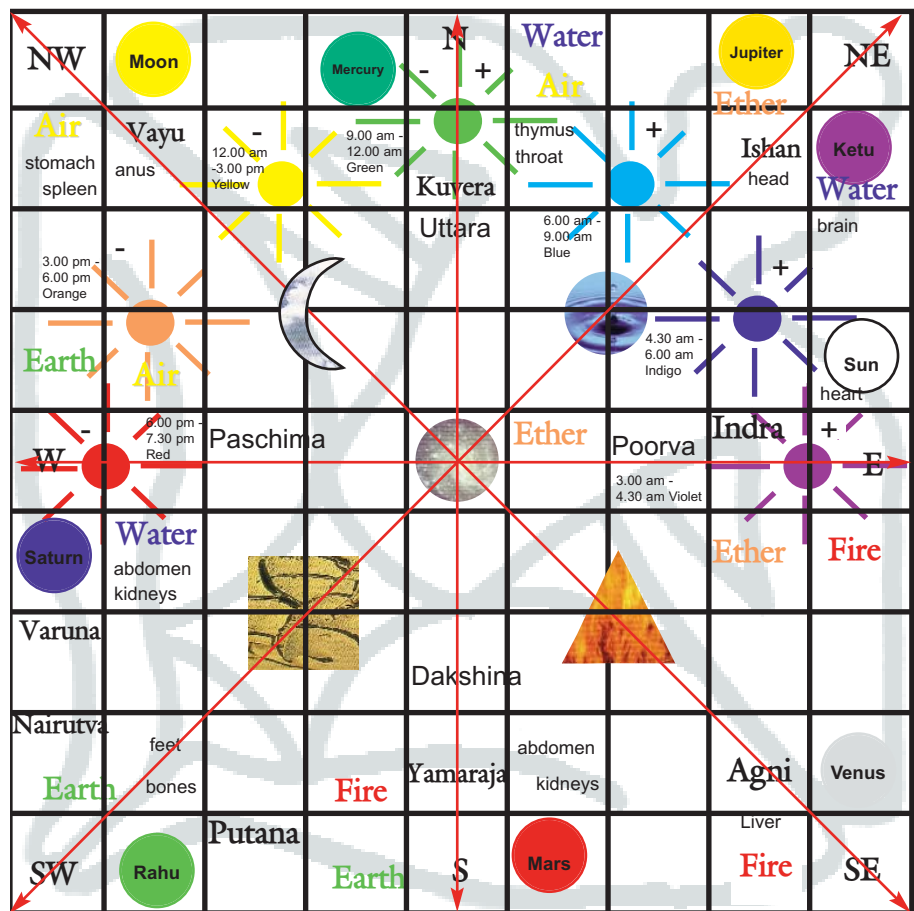 NW
Moon
Mercury
N
- +
Water
Air
Jupiter
NE
Ether
Air
stomach
spleen
Vayu
anus
-
12.00 am
-3.00 pm
Yellow
9.00 am -
12.00 am
Green
Kuvera
thymus
throat
+
Ishan
head
Ketu
Water
Uttara
6.00 am -
9.00 am
Blue
brain
-
3.00 pm -
6.00 pm
Orange
+
Earth
Air
4.30 am -
6.00 am
Indigo
Sun
heart
-
W
6.00 pm -
7.30 pm
Red
Paschima
Ether
Poorva
3.00 am -
4.30 am Violet
Indra
+
E
Saturn
Water
abdomen
kidneys
Ether
Fire
Varuna
Dakshina
Nairutva
feet
bones
Earth
Fire
Yamaraja
abdomen
kidneys
Agni
Venus
SW
Rahu
Putana
Earth
S
Mars
Liver
Fire
SE